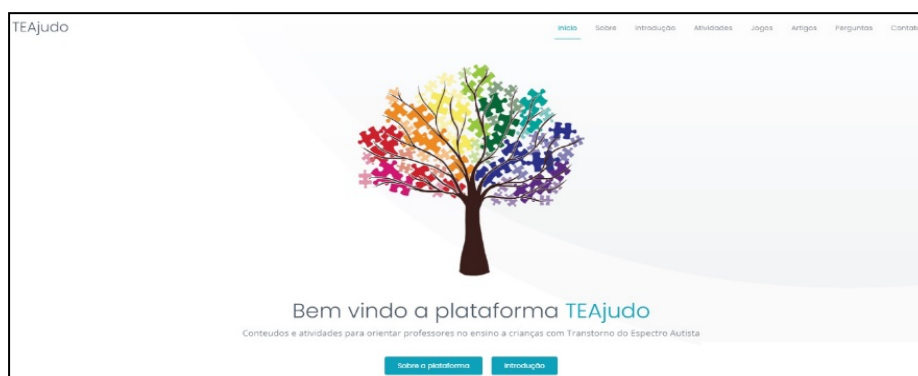 TEAjudo
Início Sobre Introdução Atividades Jogos Artigos Perguntas
Bem vindo a plataforma TEAjudo
Conteudos e atividades para orientar professores no ensino a crianças com Transtorno do Espectro Autista
Sobre a plataforma Introdução